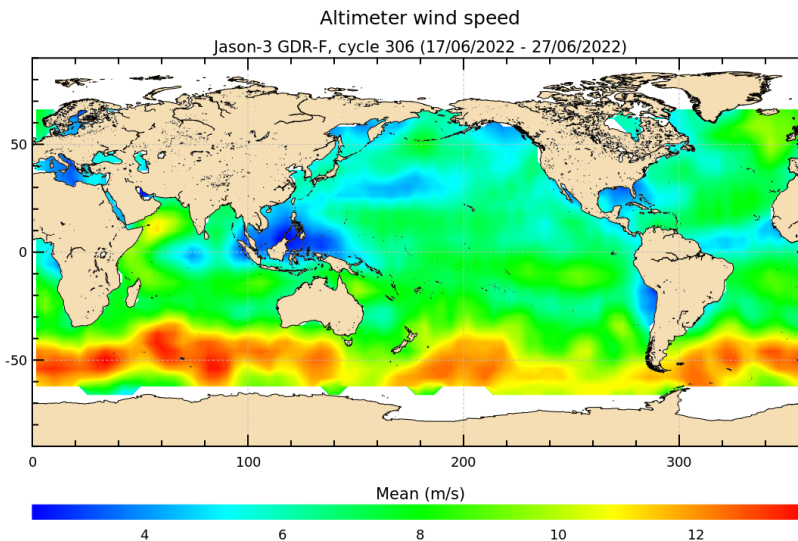 Altimeter wind speed
Jason-3 GDR-F, cycle 306 (17/06/2022 - 27/06/2022)
50
0
-50
0 100 200 300
Mean (m/s)
4 6 8 10 12